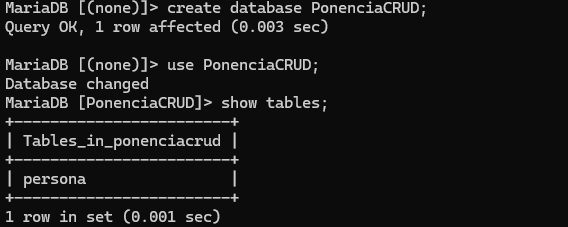 MariaDB [(none)]> create database PonenciaCRUD;
Query OK, 1 row affected (0.003 sec)
MariaDB [(none)]> use PonenciaCRUD;
Database changed
MariaDB [PonenciaCRUD]> show tables;
+------------------------+
| Tables_in_ponenciacrud |
+------------------------+
| persona                |
+------------------------+
1 row in set (0.001 sec)